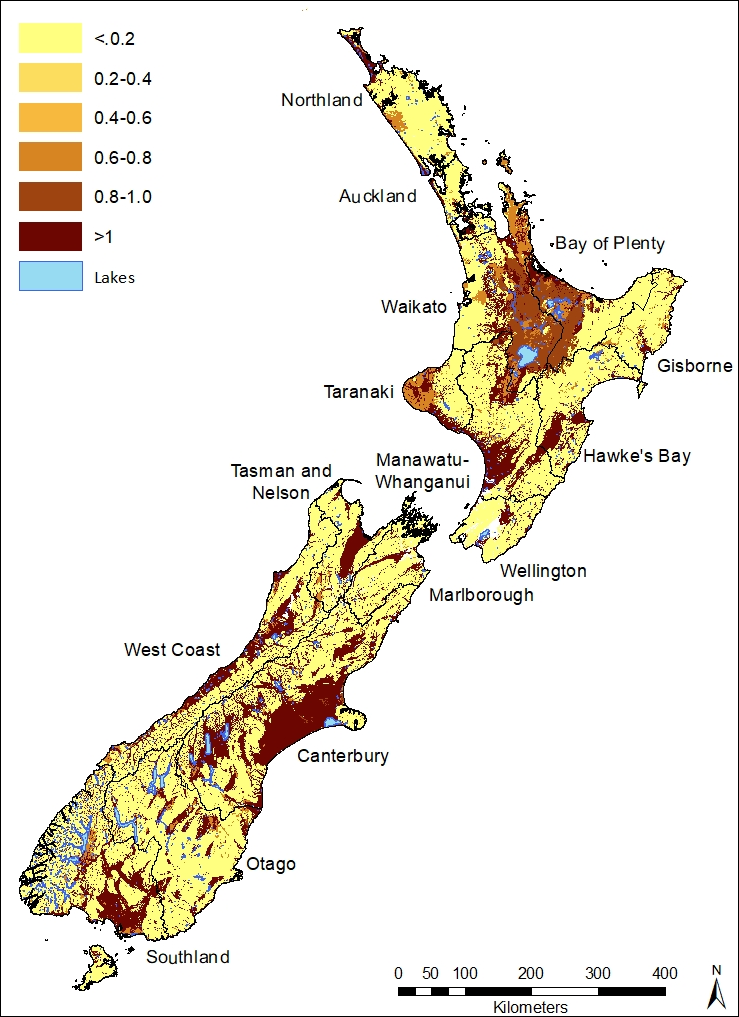 <.0.2
0.2-0.4
0.4-0.6
0.6-0.8
0.8-1.0
>1
Lakes
Northland
Auckland
Bay of Plenty
Waikato
Gisborne
Taranaki
Hawke's Bay
Manawatu-
Whanganui
Tasman and
Nelson
Wellington
Marlborough
West Coast
Canterbury
Otago
Southland
0 50 100 200 300 400
Kilometers
N